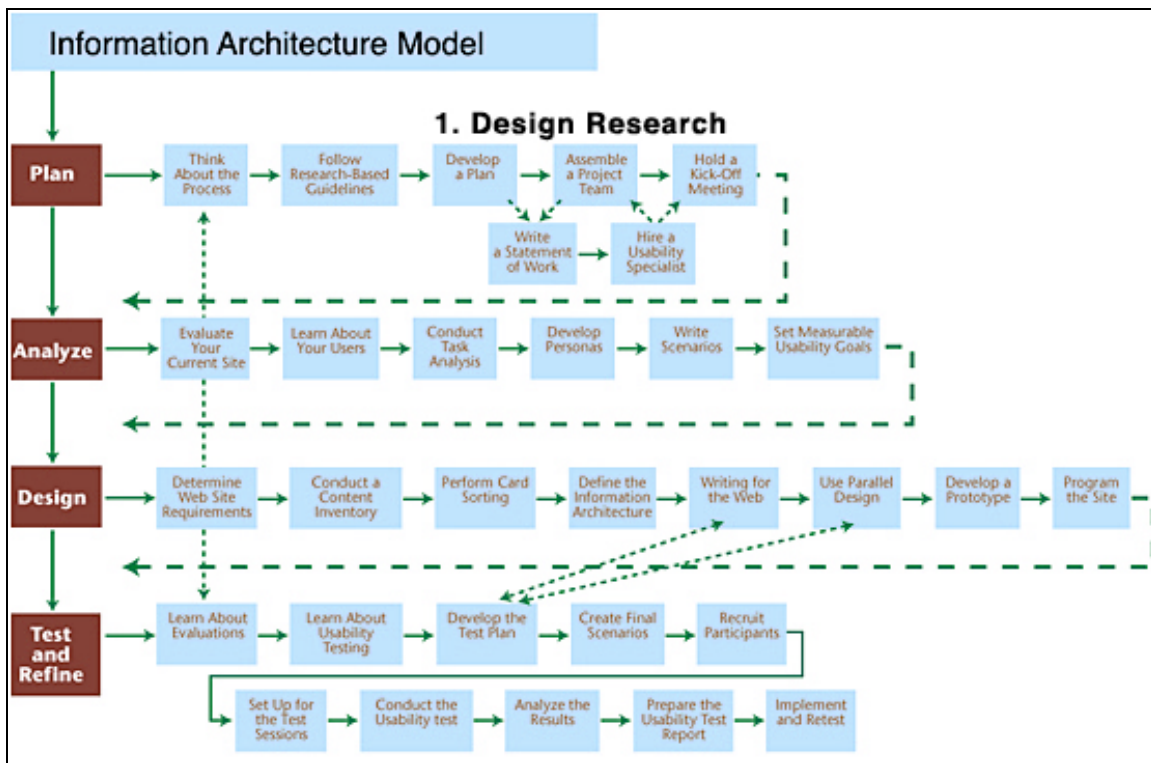 Information Architecture Model
1. Design Research
Plan
Think
About the
Process
Follow
Research-Based
Guidelines
Develop
a Plan
Assemble
a Project
Team
Hold a
Kick-Off
Meeting
Write
a Statement
of Work
Hire a
Usability
Specialist
Analyze
Evaluate
Your
Current Site
Learn About
Your Users
Conduct
Task
Analysis
Develop
Personas
Write
Scenarios
Set Measurable
Usability Goals
Design
Determine
Web Site
Requirements
Conduct a
Content
Inventory
Perform Card
Sorting
Define the
Information
Architecture
Writing for
the Web
Use Parallel
Design
Develop a
Prototype
Program
the Site
Test
and
Refine
Learn About
Evaluations
Learn About
Usability
Testing
Develop the
Test Plan
Create Final
Scenarios
Recruit
Participants
Set Up for
the Test
Sessions
Conduct the
Usability test
Analyze the
Results
Prepare the
Usability Test
Report
Implement
and Retest